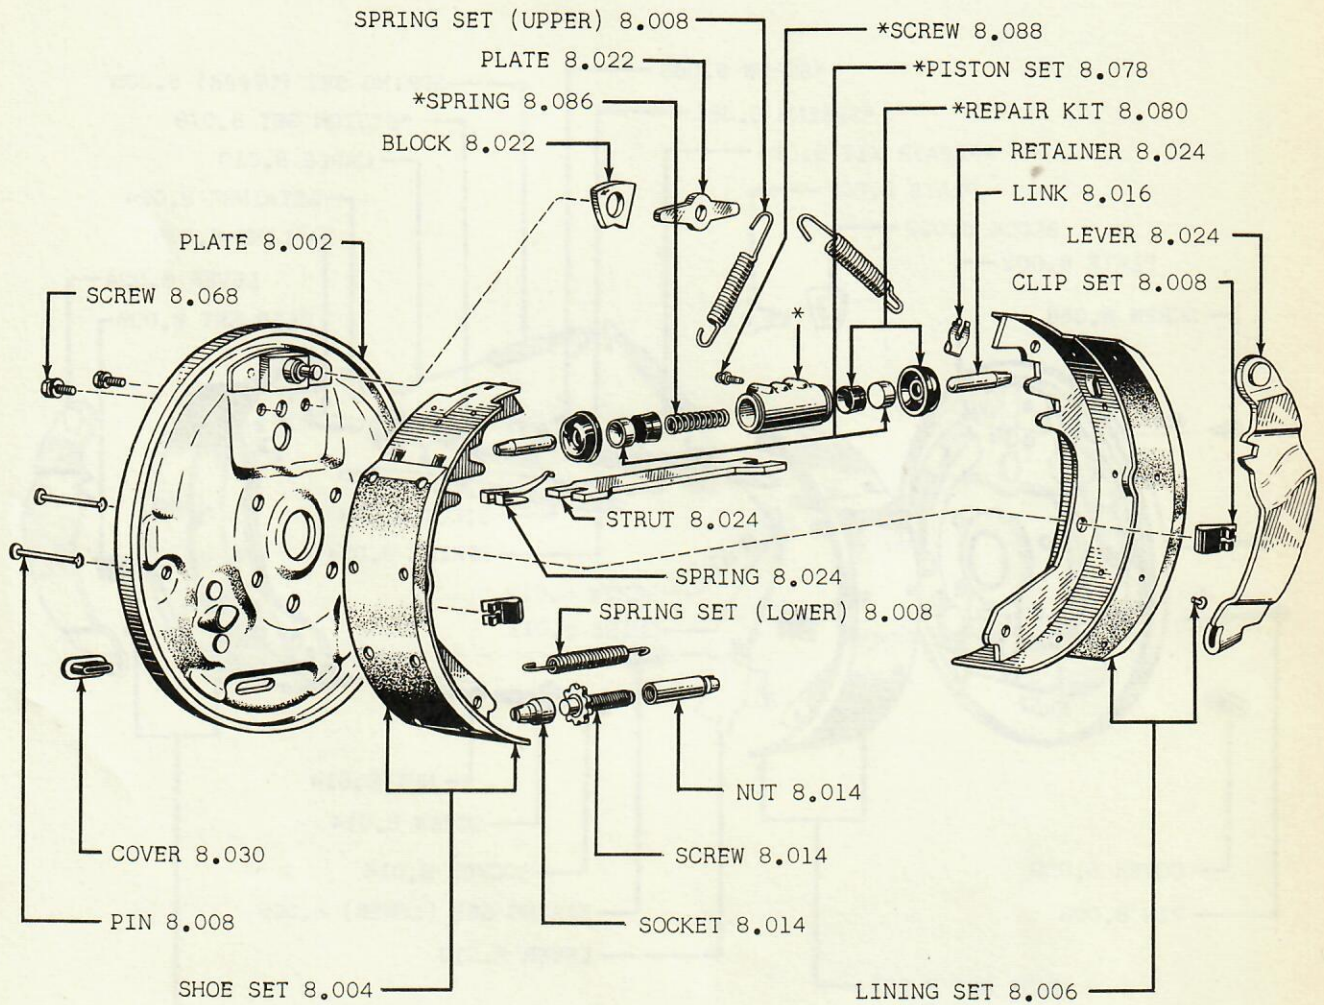 SPRING SET (UPPER) 8.008
*SCREW 8.088
PLATE 8.022
*PISTON SET 8.078
*SPRING 8.086
*REPAIR KIT 8.080
BLOCK 8.022
RETAINER 8.024
LINK 8.016
PLATE 8.002
LEVER 8.024
CLIP SET 8.008
SCREW 8.068
*
STRUT 8.024
SPRING 8.024
SPRING SET (LOWER) 8.008
NUT 8.014
COVER 8.030
SCREW 8.014
PIN 8.008
SOCKET 8.014
SHOE SET 8.004
LINING SET 8.006